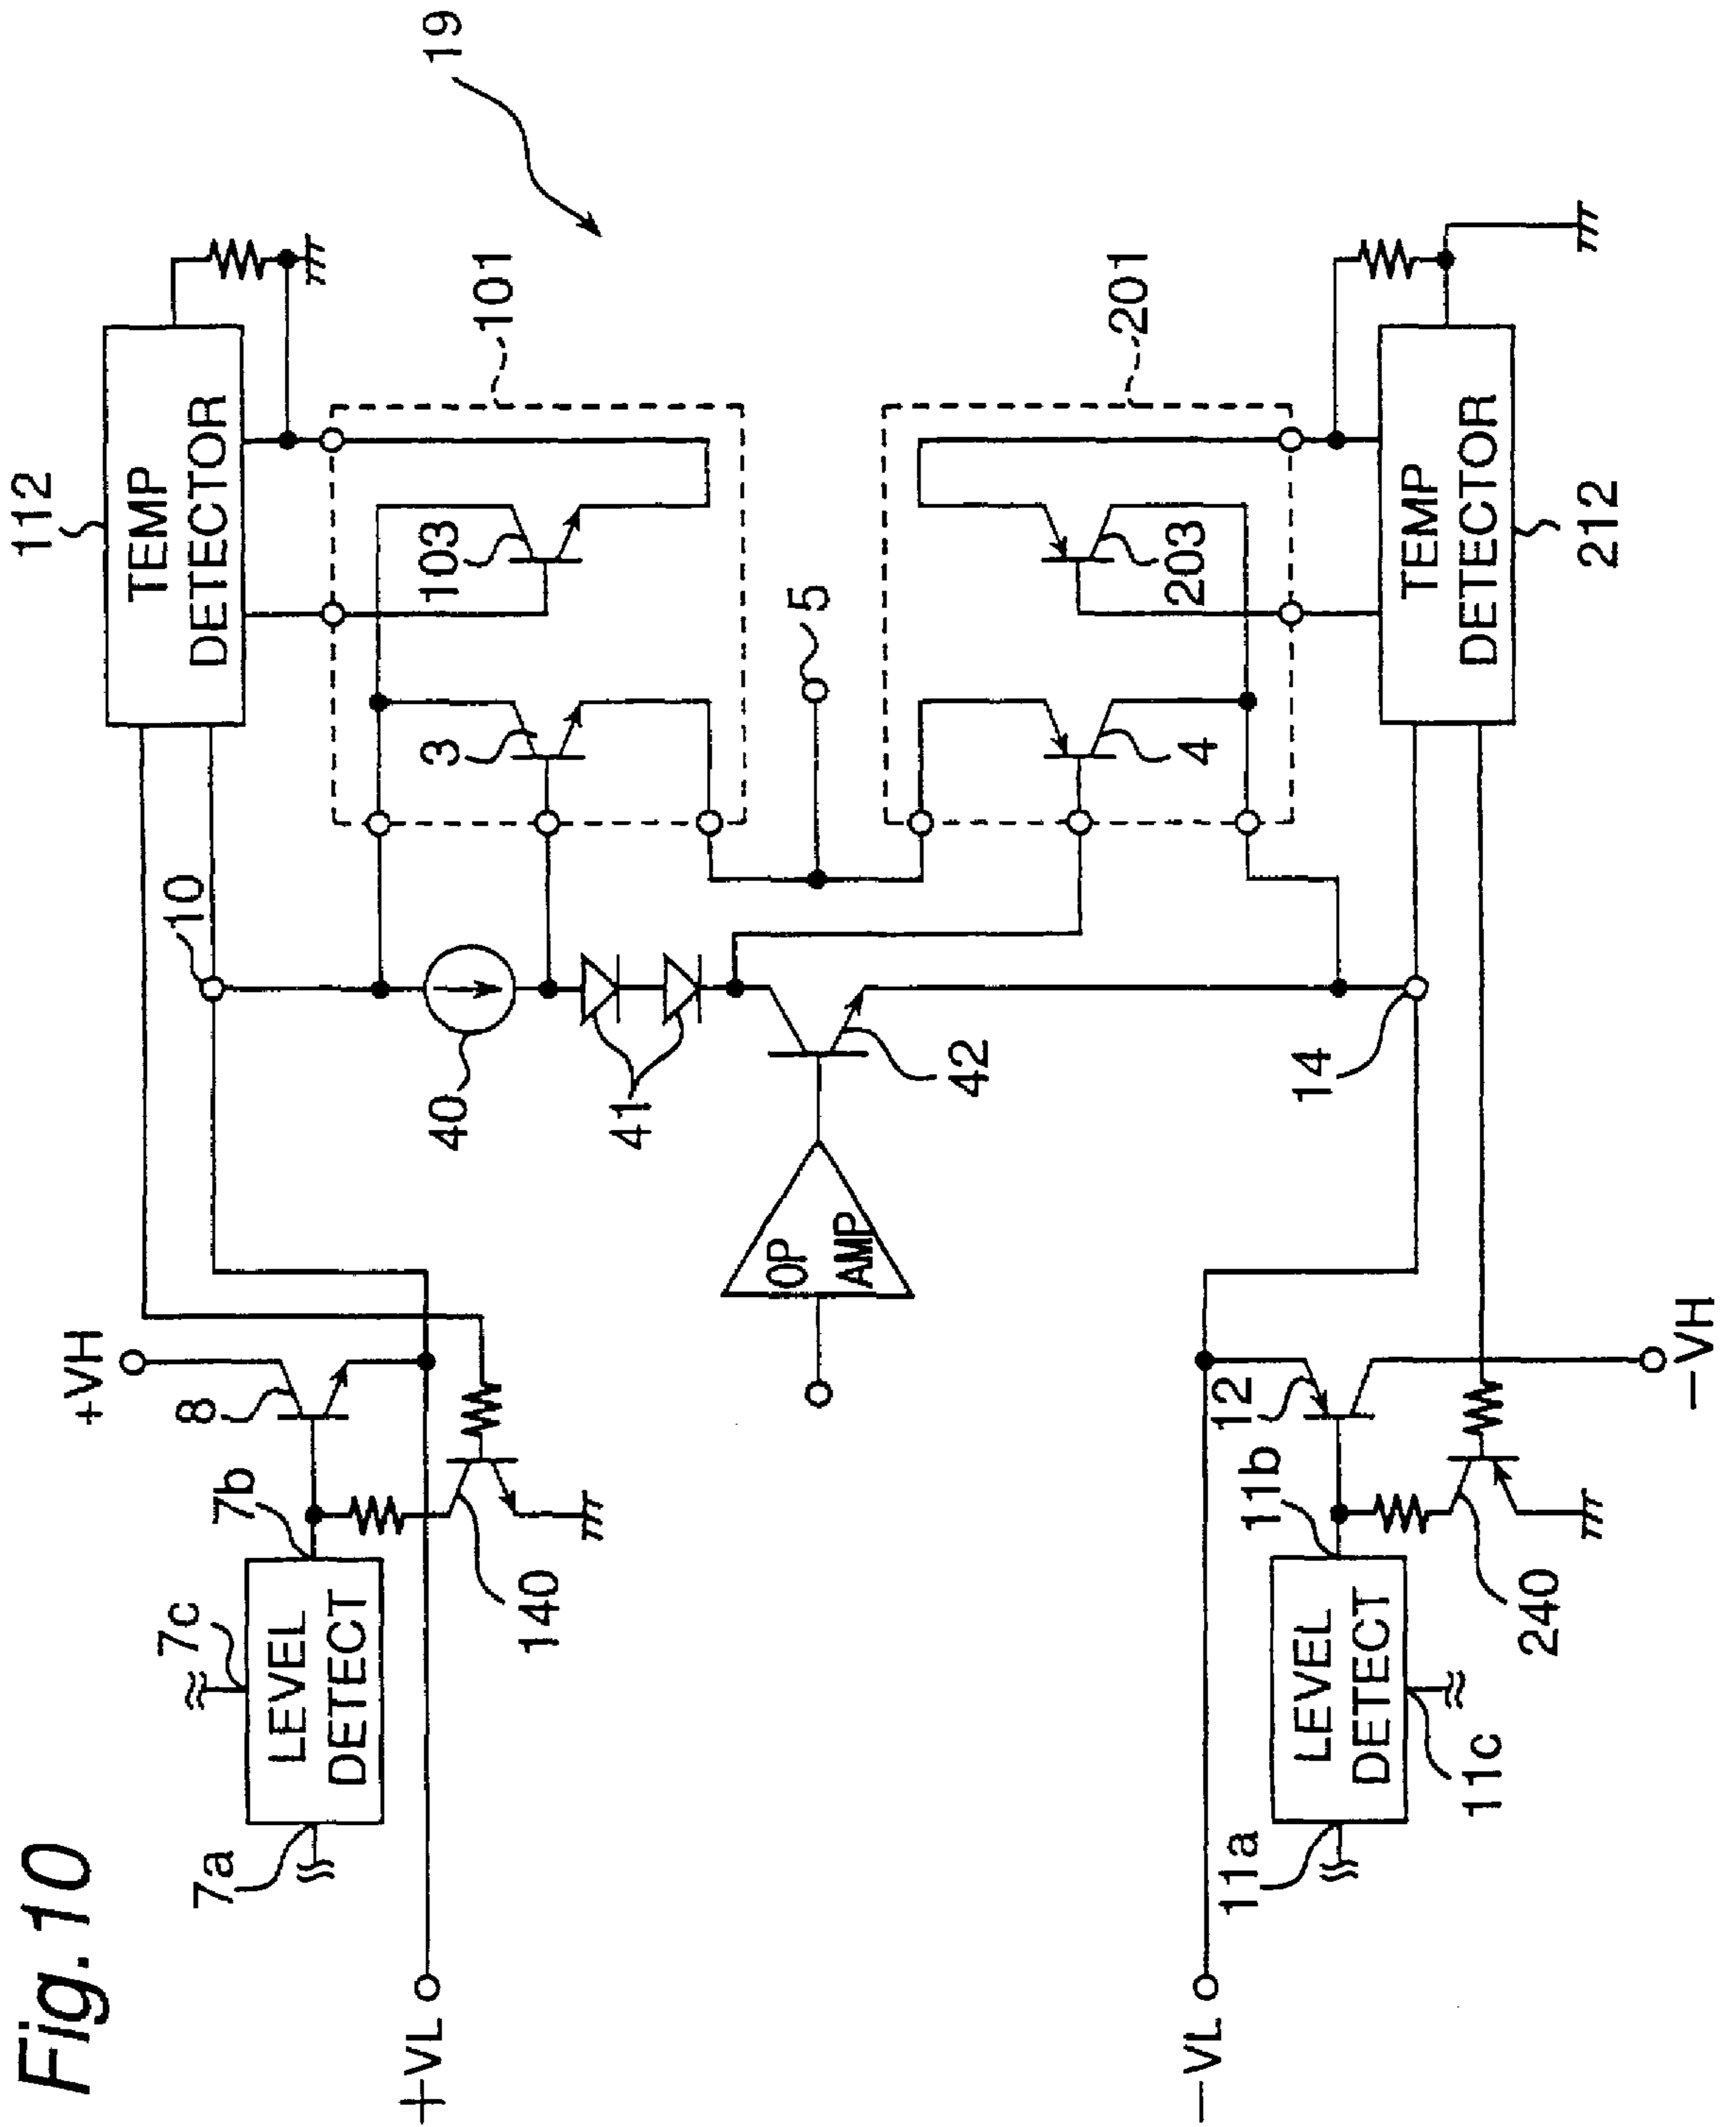 Fig.10
19
112
TEMP
DETECTOR
10
101
+VH
8
103
7b
3
7c
LEVEL
DETECT
7a
140
40
41
5
OP
AMP
42
+VL
201
203
4
14
TEMP
DETECTOR
212
12
11b
LEVEL
DETECT
11a
11c
240
−VL
−VH